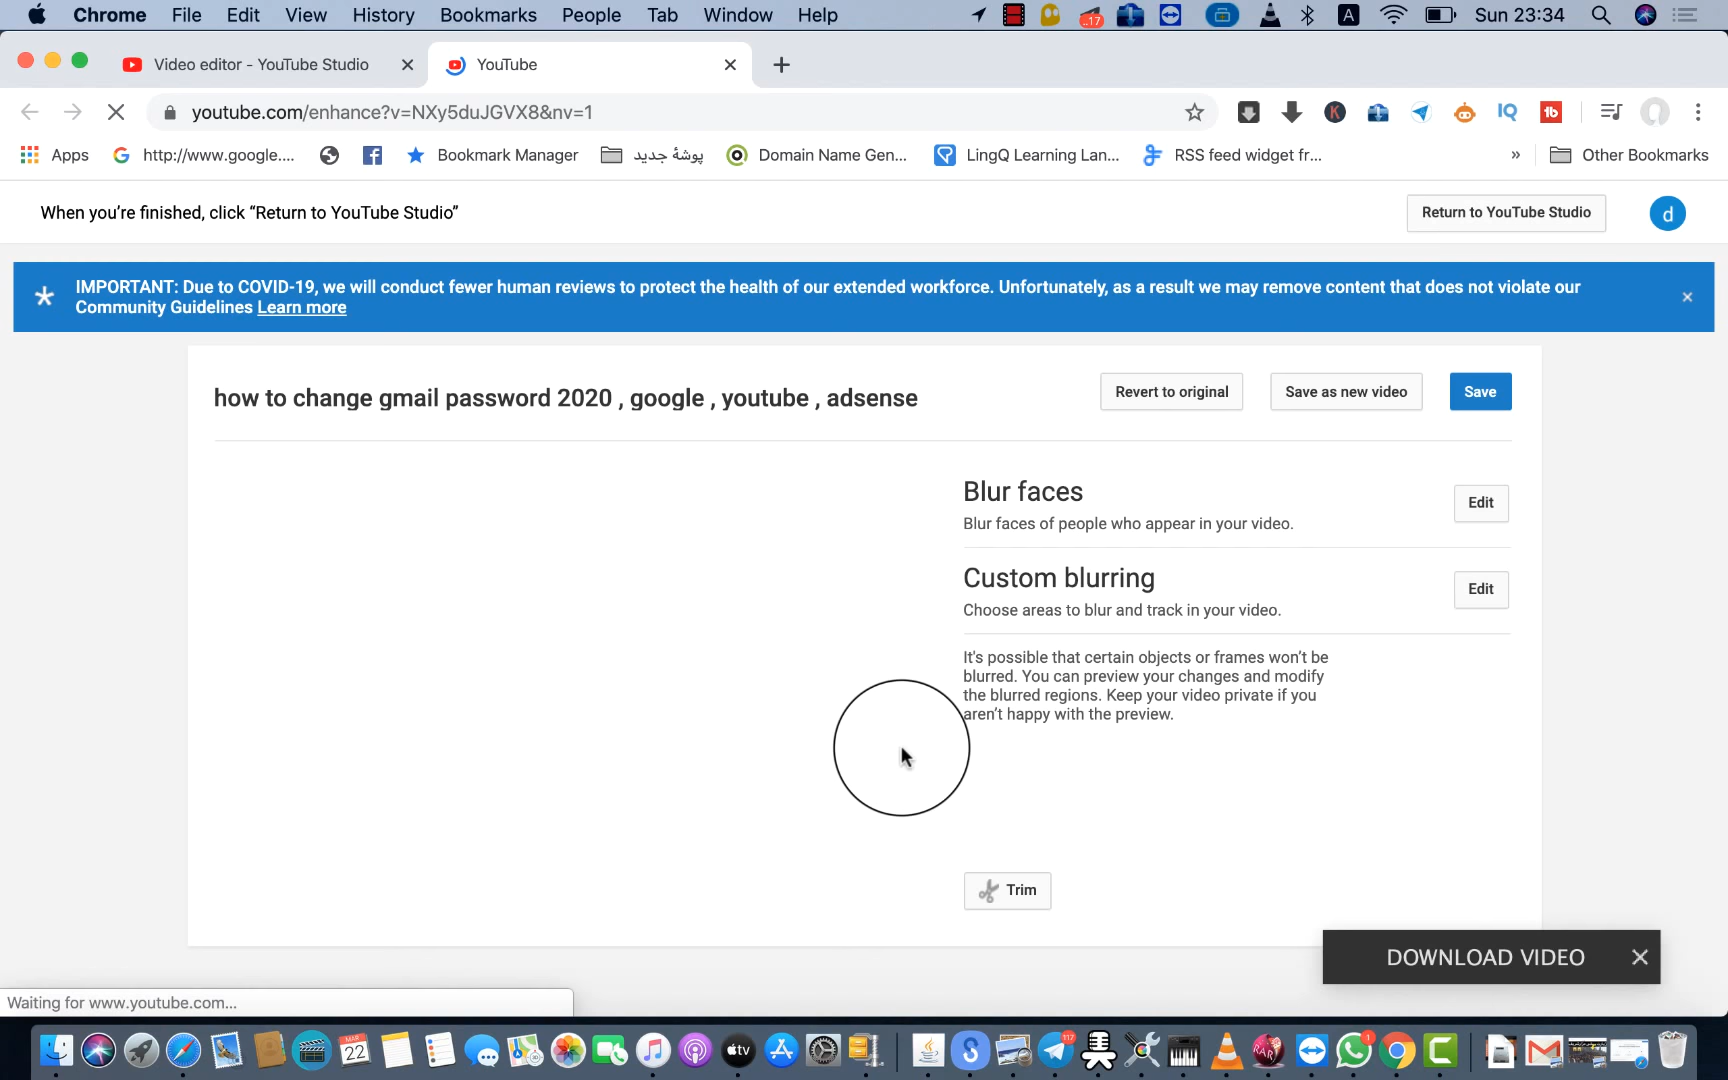 Chrome File Edit View History Bookmarks People Tab Window Help
..17
A
Sun 23:34
Video editor - YouTube Studio
YouTube
youtube.com/enhance?v=NXy5duJGVX8&nv=1
K
IQ
tb
Apps
http://www.google....
Bookmark Manager
پوشهٔ جدید
Domain Name Gen...
LingQ Learning Lan...
RSS feed widget fr...
»
Other Bookmarks
When you're finished, click “Return to YouTube Studio”
Return to YouTube Studio
d
IMPORTANT: Due to COVID-19, we will conduct fewer human reviews to protect the health of our extended workforce. Unfortunately, as a result we may remove content that does not violate our
Community Guidelines Learn more
how to change gmail password 2020 , google , youtube , adsense
Revert to original
Save as new video
Save
Blur faces
Blur faces of people who appear in your video.
Edit
Custom blurring
Choose areas to blur and track in your video.
Edit
It's possible that certain objects or frames won't be
blurred. You can preview your changes and modify
the blurred regions. Keep your video private if you
aren't happy with the preview.
Trim
DOWNLOAD VIDEO
Waiting for www.youtube.com...
MAR
22
tv
317
RAR
1